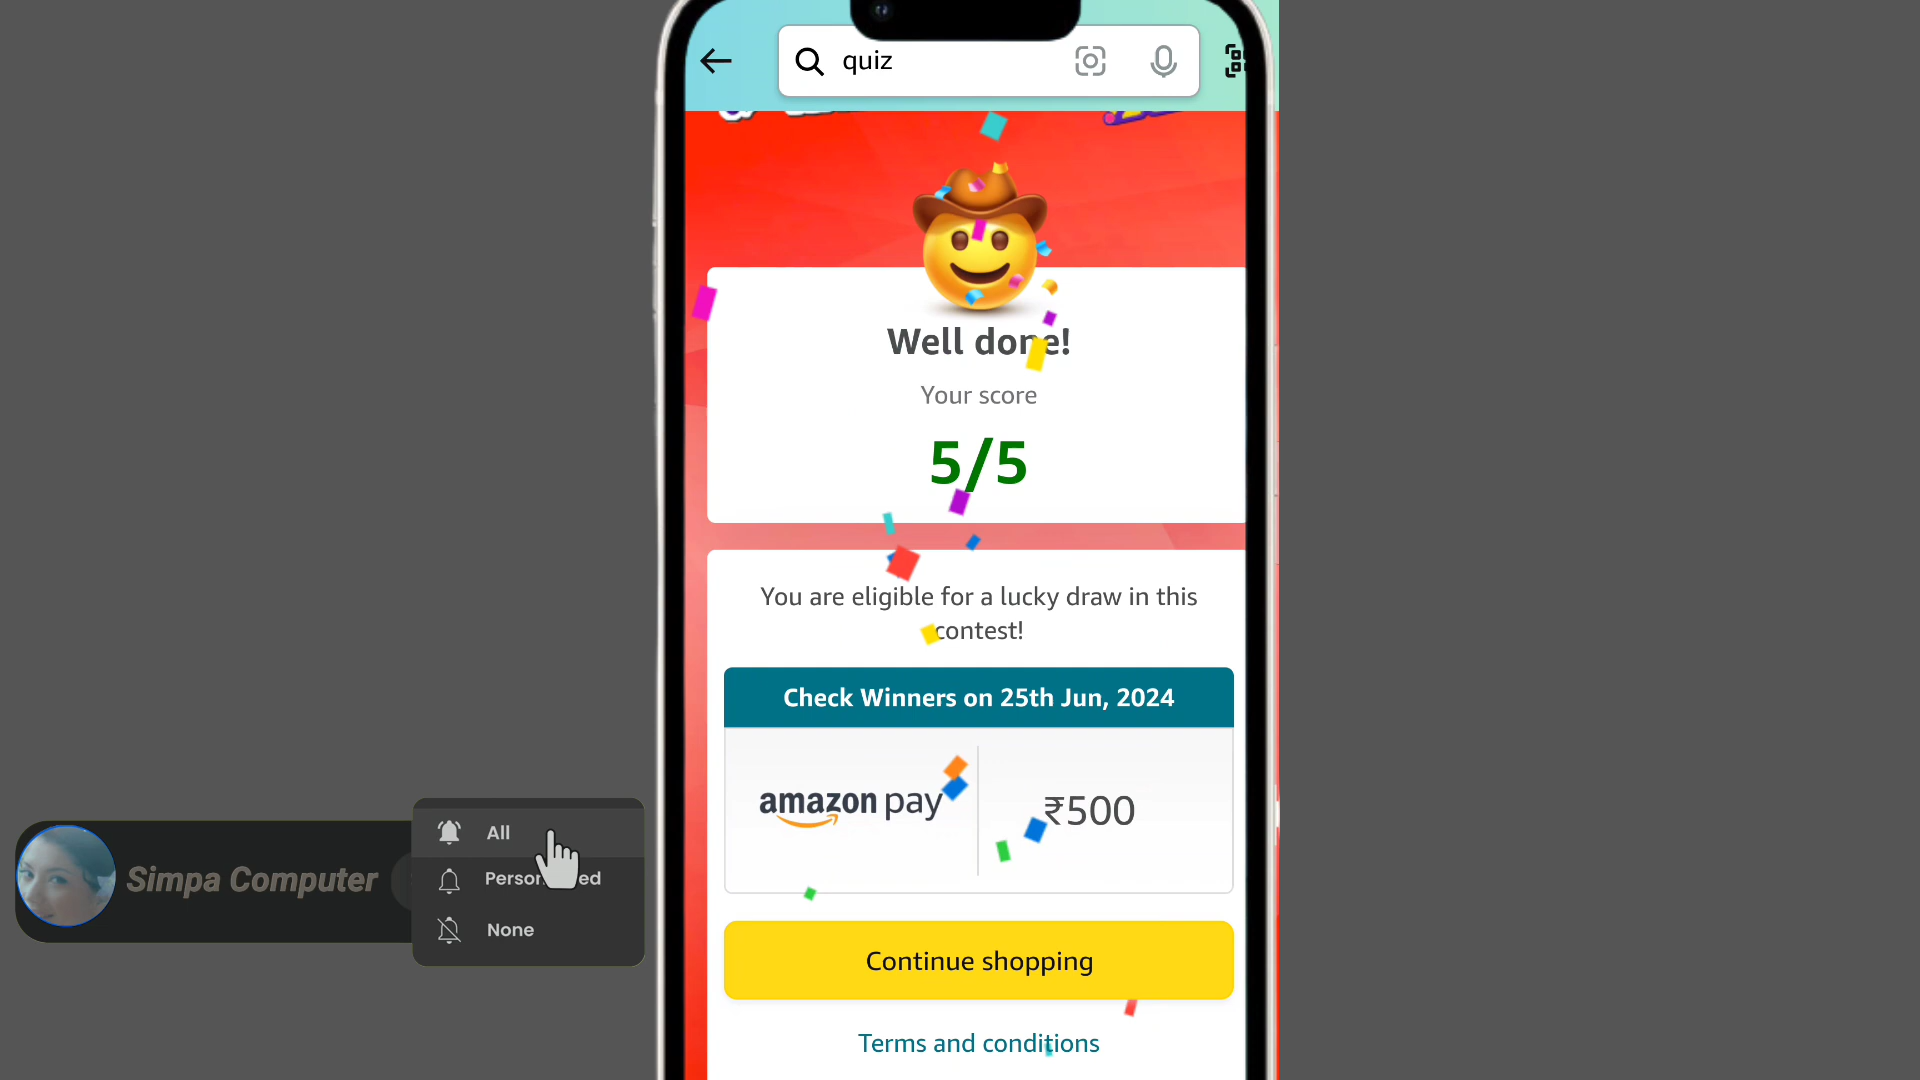 quiz
Well done!
Your score
5/5
You are eligible for a lucky draw in this
contest!
Check Winners on 25th Jun, 2024
amazon pay
₹500
Continue shopping
Terms and conditions
Simpa Computer
All
None